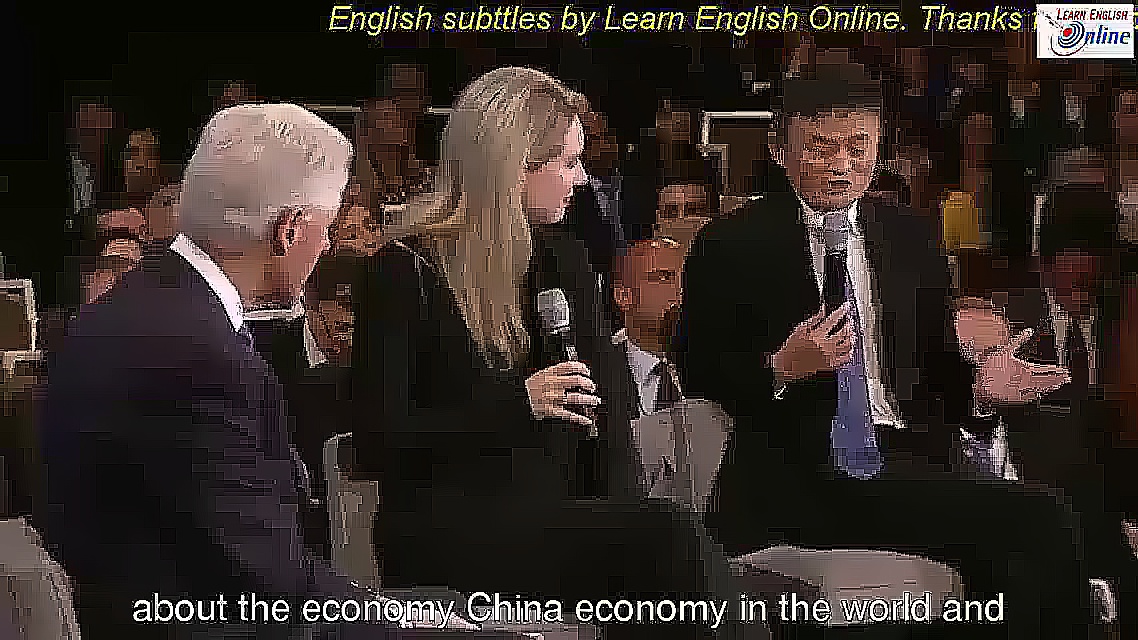 English subttles by Learn English Online. Thanks
LEARN ENGLISH
Online
about the economy China economy in the world and